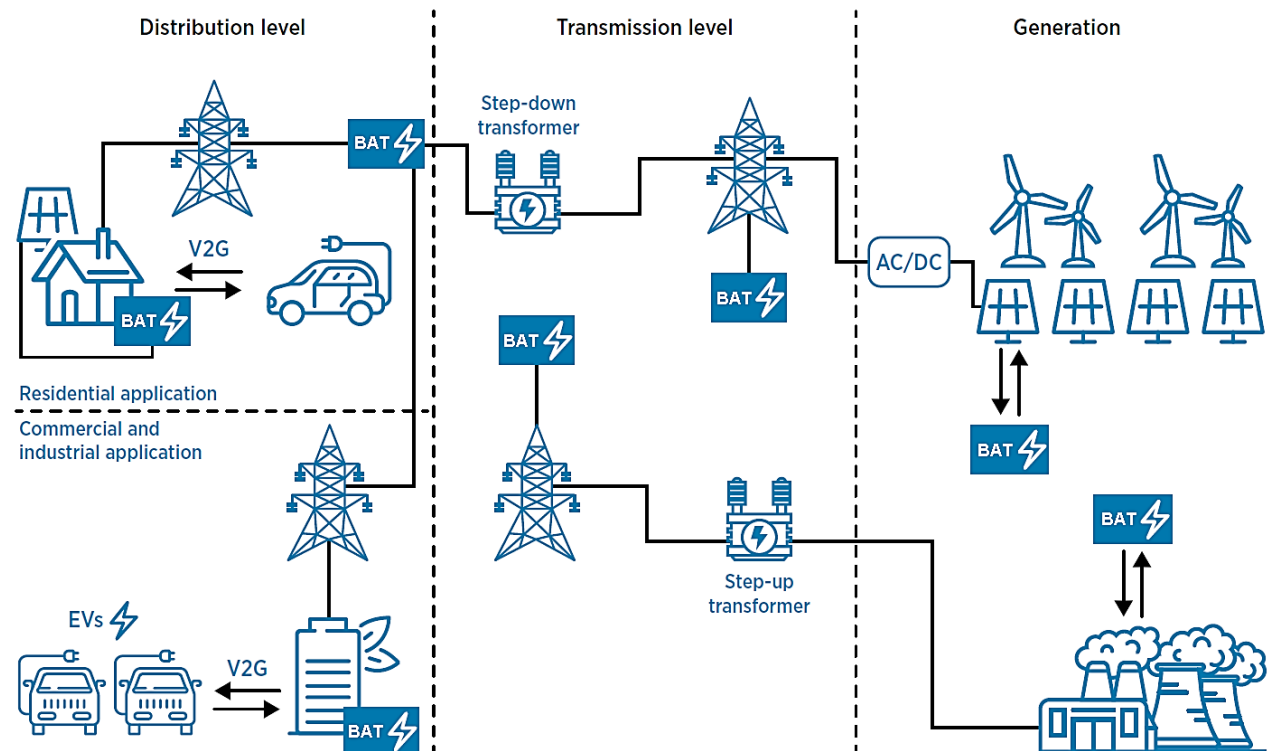 Distribution level
Transmission level
Generation
Step-down
transformer
BAT
V2G
AC/DC
BAT
BAT
BAT
Residential application
Commercial and
industrial application
BAT
BAT
Step-up
transformer
EVs
V2G
BAT